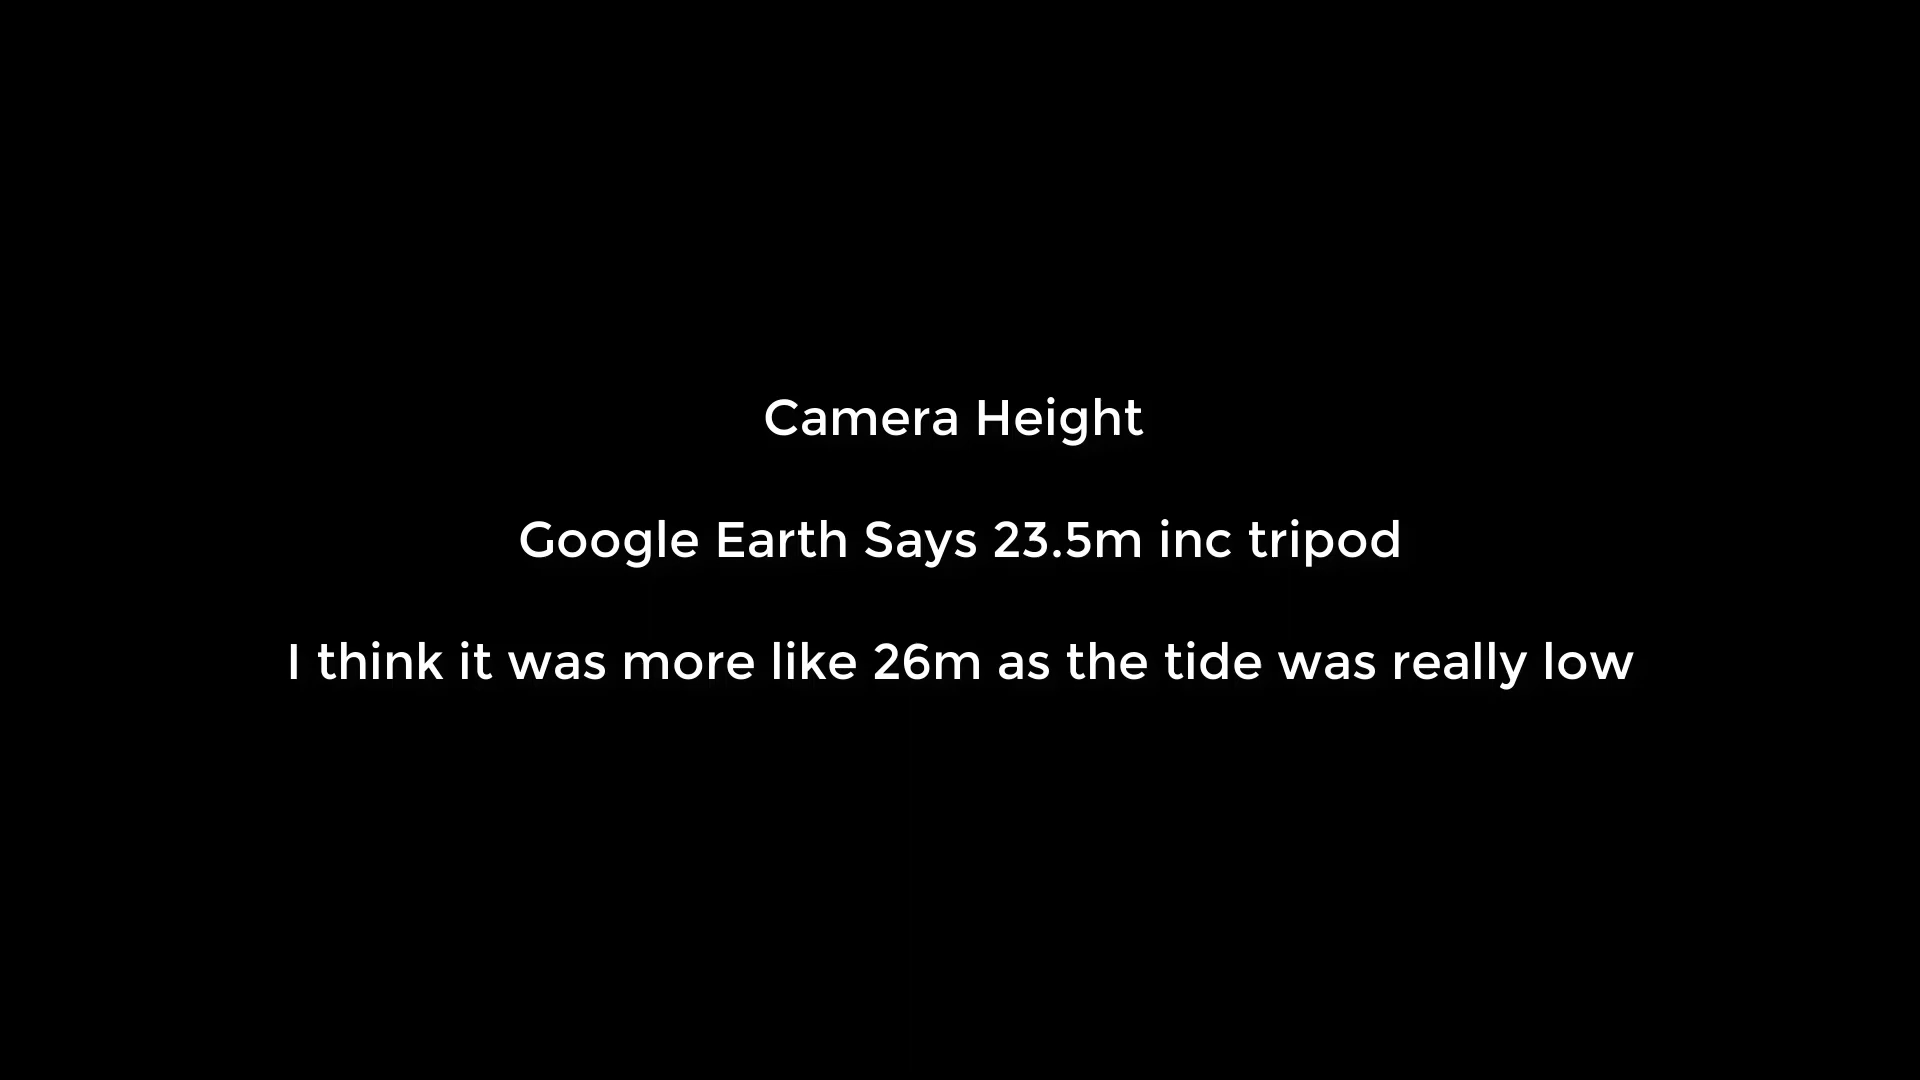 Camera Height
Google Earth Says 23.5m inc tripod
I think it was more like 26m as the tide was really low